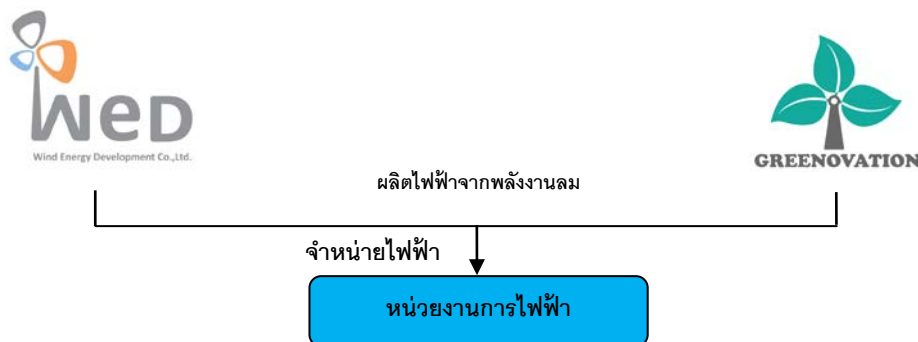 WeD
Wind Energy Development Co.,Ltd.
GREENOVATION
ผลิตไฟฟ้าจากพลังงานลม
จำหน่ายไฟฟ้า
หน่วยงานการไฟฟ้า